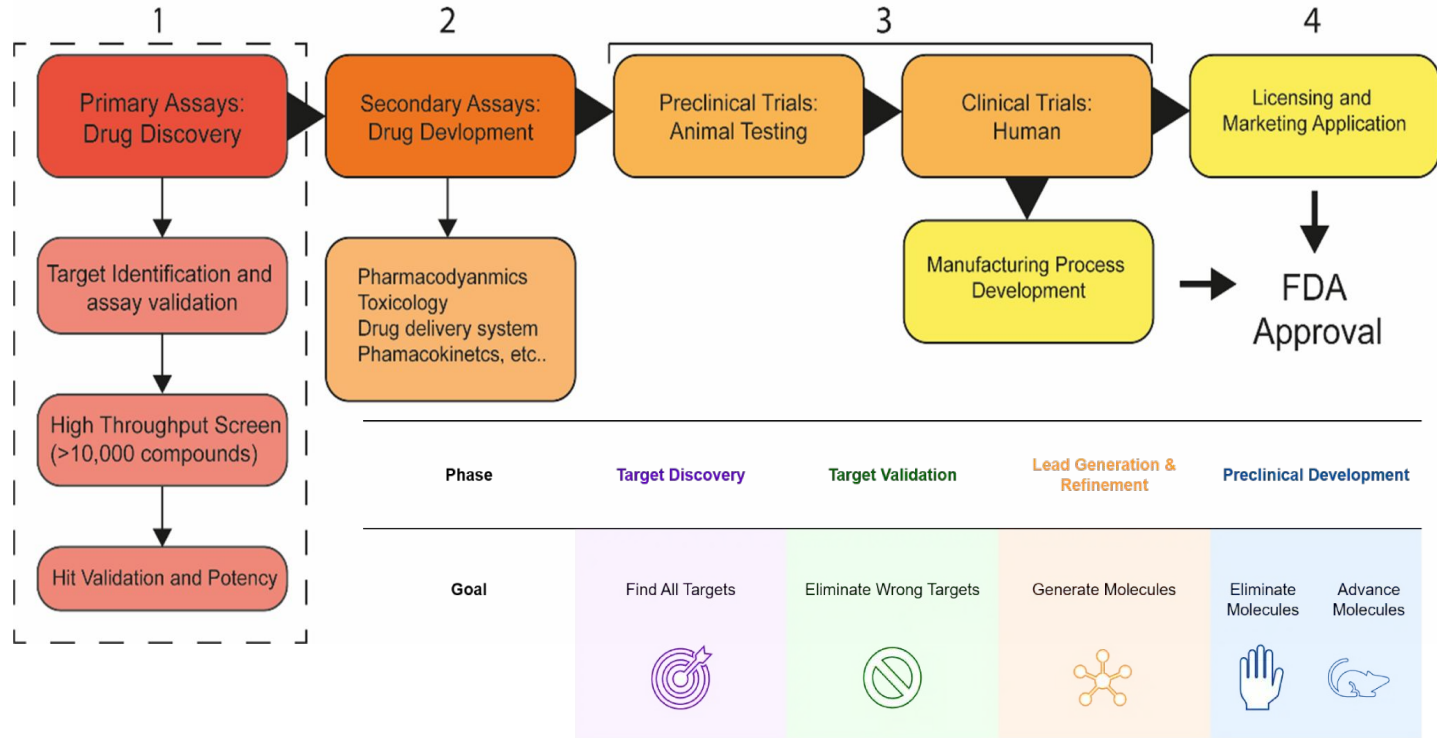 1
2
3
4
Primary Assays:
Drug Discovery
Secondary Assays:
Drug Devlopment
Preclinical Trials:
Animal Testing
Clinical Trials:
Human
Licensing and
Marketing Application
Target Identification and
assay validation
Pharmacodyanmics
Toxicology
Drug delivery system
Phamacokinetcs, etc..
Manufacturing Process
Development
FDA
Approval
High Throughput Screen
(>10,000 compounds)
Hit Validation and Potency
Phase
Target Discovery
Target Validation
Lead Generation &
Refinement
Preclinical Development
Goal
Find All Targets
Eliminate Wrong Targets
Generate Molecules
Eliminate
Molecules
Advance
Molecules